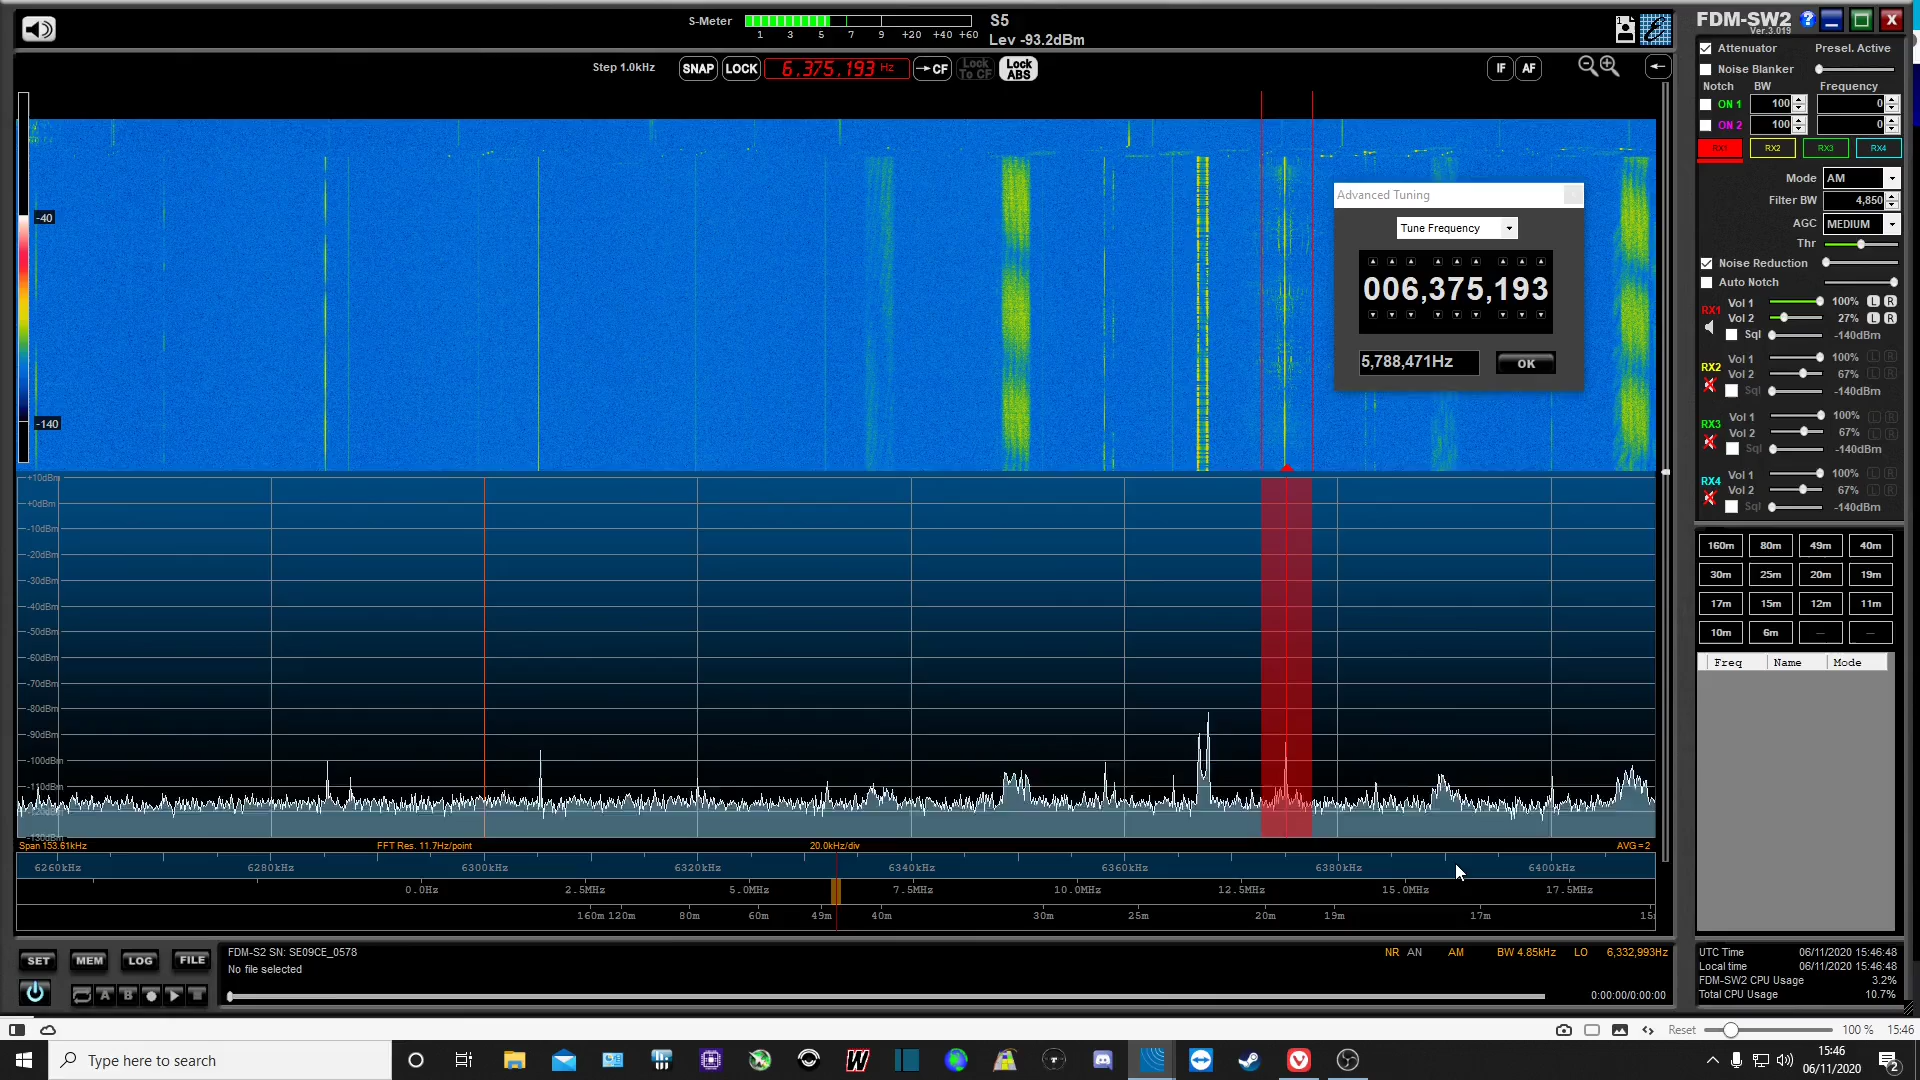 S-Meter
1 3 5 7 9 +20 +40 +60
S5
Lev -93.2dBm
FDM-SW2
Ver.3.019
Step 1.0kHz
SNAP
LOCK
6,375,193 Hz
→CF
Lock To CF
Lock ABS
IF
AF
Attenuator Presel. Active
Noise Blanker
Notch BW Frequency
ON 1 100 0
ON 2 100 0
RX1 RX2 RX3 RX4
Mode AM
Filter BW 4,850
AGC MEDIUM
Thr
Noise Reduction
Auto Notch
RX1 Vol 1 100% L R
Vol 2 27% L R
Sql -140dBm
RX2 Vol 1 100% L R
Vol 2 67% L R
Sql -140dBm
RX3 Vol 1 100% L R
Vol 2 67% L R
Sql -140dBm
RX4 Vol 1 100% L R
Vol 2 67% L R
Sql -140dBm
-40
-140
Advanced Tuning
Tune Frequency
006,375,193
5,788,471Hz OK
+10dBm
+0dBm
-10dBm
-20dBm
-30dBm
-40dBm
-50dBm
-60dBm
-70dBm
-80dBm
-90dBm
-100dBm
-110dBm
-120dBm
-130dBm
160m 80m 49m 40m
30m 25m 20m 19m
17m 15m 12m 11m
10m 6m --- ---
Freq Name Mode
Span 153.61kHz FFT Res. 11.7Hz/point 20.0kHz/div AVG=2
6260kHz 6280kHz 6300kHz 6320kHz 6340kHz 6360kHz 6380kHz 6400kHz
0.0Hz 2.5MHz 5.0MHz 7.5MHz 10.0MHz 12.5MHz 15.0MHz 17.5MHz
160m 120m 80m 60m 49m 40m 30m 25m 20m 19m 17m 15
SET MEM LOG FILE
FDM-S2 SN: SE09CE_0578
No file selected
NR AN AM BW 4.85kHz LO 6,332,993Hz
A B
0:00:00/0:00:00
UTC Time 06/11/2020 15:46:48
Local time 06/11/2020 15:46:48
FDM-SW2 CPU Usage 3.2%
Total CPU Usage 10.7%
Reset 100 % 15:46
Type here to search
15:46
06/11/2020
2